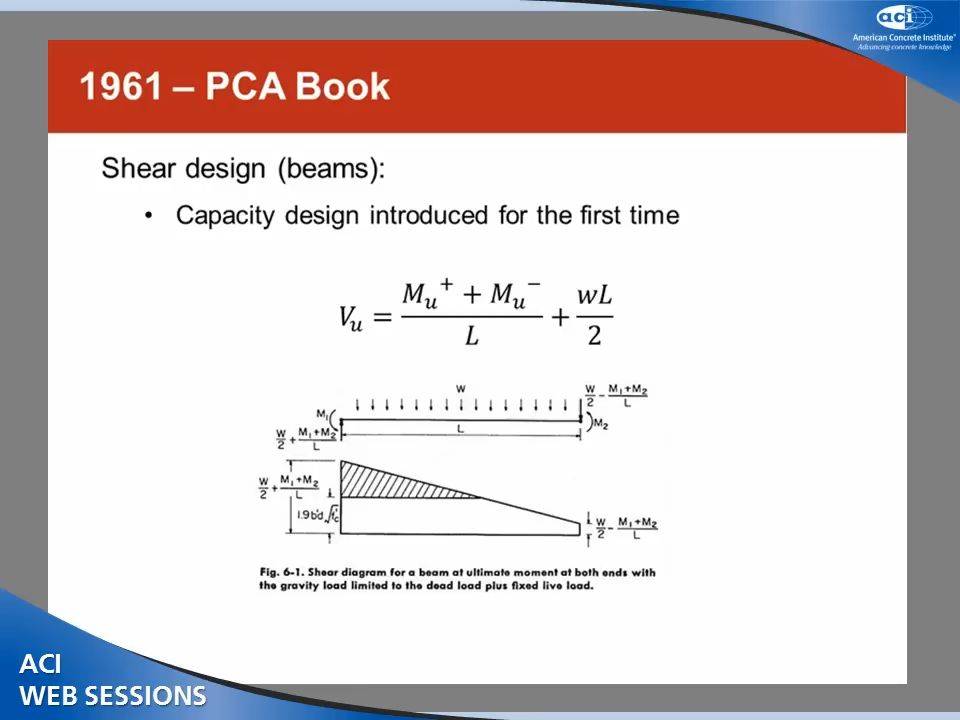 aci
American Concrete Institute®
Advancing concrete knowledge
1961 – PCA Book
Shear design (beams):
• Capacity design introduced for the first time
Vᵤ = (Mᵤ⁺ + Mᵤ⁻)/L + wL/2
W
W/2 - (M₁+M₂)/L
M₁
M₂
L
W/2 + (M₁+M₂)/L
W/2 + (M₁+M₂)/L
1.9b'd√f'c
W/2 - (M₁+M₂)/L
Fig. 6-1. Shear diagram for a beam at ultimate moment at both ends with
the gravity load limited to the dead load plus fixed live load.
ACI
WEB SESSIONS